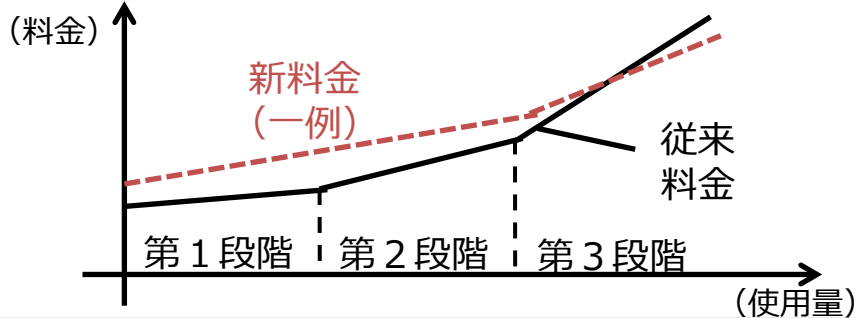 （料金）
新料金
（一例）
従来
料金
第１段階
第２段階
第３段階
（使用量）